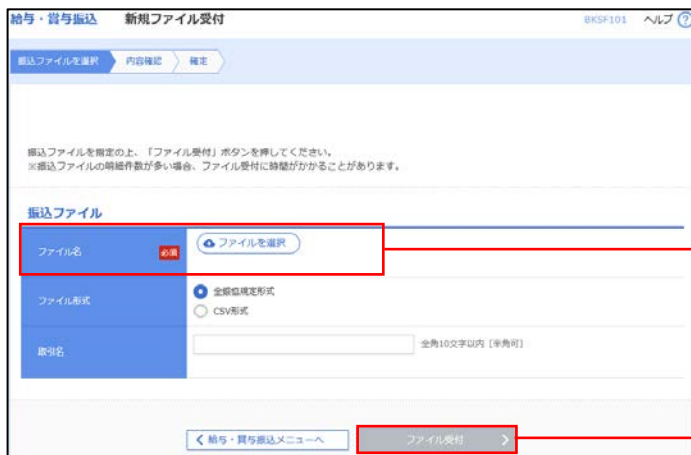 給与・賞与振込 新規ファイル受付 BKSF101 ヘルプ ?
振込ファイルを選択 内容確認 確定
振込ファイルを指定の上、「ファイル受付」ボタンを押してください。
※振込ファイルの明細件数が多い場合、ファイル受付に時間がかかることがあります。
振込ファイル
ファイル名 必須 ファイルを選択
ファイル形式 全銀協規定形式
CSV形式
取引名 全角10文字以内 [半角可]
給与・賞与振込メニューへ ファイル受付